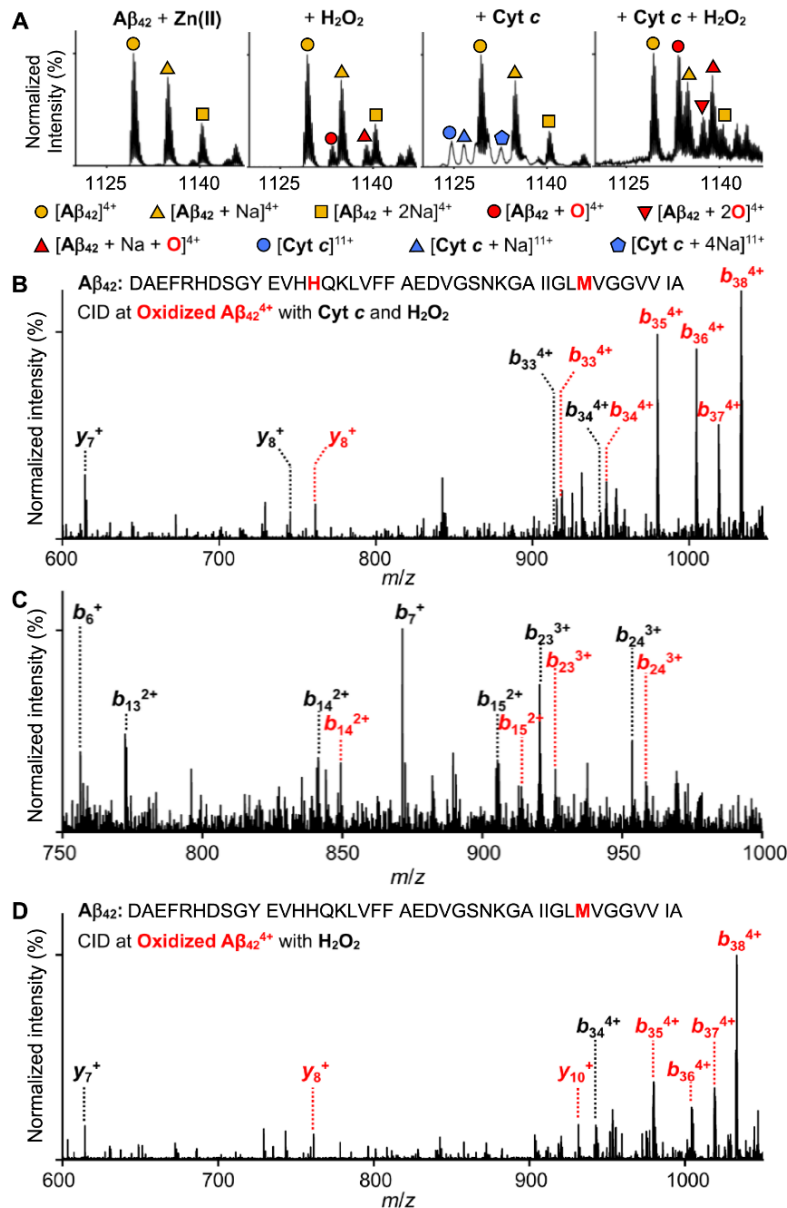 A
Aβ₄₂ + Zn(II)
+ H₂O₂
+ Cyt c
+ Cyt c + H₂O₂
Normalized
Intensity (%)
1125 1140 1125 1140 1125 1140 1125 1140
[Aβ₄₂]⁴⁺ [Aβ₄₂ + Na]⁴⁺ [Aβ₄₂ + 2Na]⁴⁺ [Aβ₄₂ + O]⁴⁺ [Aβ₄₂ + 2O]⁴⁺
[Aβ₄₂ + Na + O]⁴⁺ [Cyt c]¹¹⁺ [Cyt c + Na]¹¹⁺ [Cyt c + 4Na]¹¹⁺
B
Aβ₄₂: DAEFRHDSGY EVHHQKLVFF AEDVGSNKGA IIGLMVGGVV IA
CID at Oxidized Aβ₄₂⁴⁺ with Cyt c and H₂O₂
Normalized intensity (%)
y₇⁺
y₈⁺
y₈⁺
b₃₃⁴⁺
b₃₃⁴⁺
b₃₄⁴⁺
b₃₄⁴⁺
b₃₅⁴⁺
b₃₆⁴⁺
b₃₇⁴⁺
b₃₈⁴⁺
600 700 800 900 1000
m/z
C
Normalized intensity (%)
b₆⁺
b₁₃²⁺
b₁₄²⁺
b₁₄²⁺
b₇⁺
b₁₅²⁺
b₁₅²⁺
b₂₃³⁺
b₂₃³⁺
b₂₄³⁺
b₂₄³⁺
750 800 850 900 950 1000
m/z
D
Aβ₄₂: DAEFRHDSGY EVHHQKLVFF AEDVGSNKGA IIGLMVGGVV IA
CID at Oxidized Aβ₄₂⁴⁺ with H₂O₂
Normalized intensity (%)
y₇⁺
y₈⁺
y₁₀⁺
b₃₄⁴⁺
b₃₅⁴⁺
b₃₆⁴⁺
b₃₇⁴⁺
b₃₈⁴⁺
600 700 800 900 1000
m/z